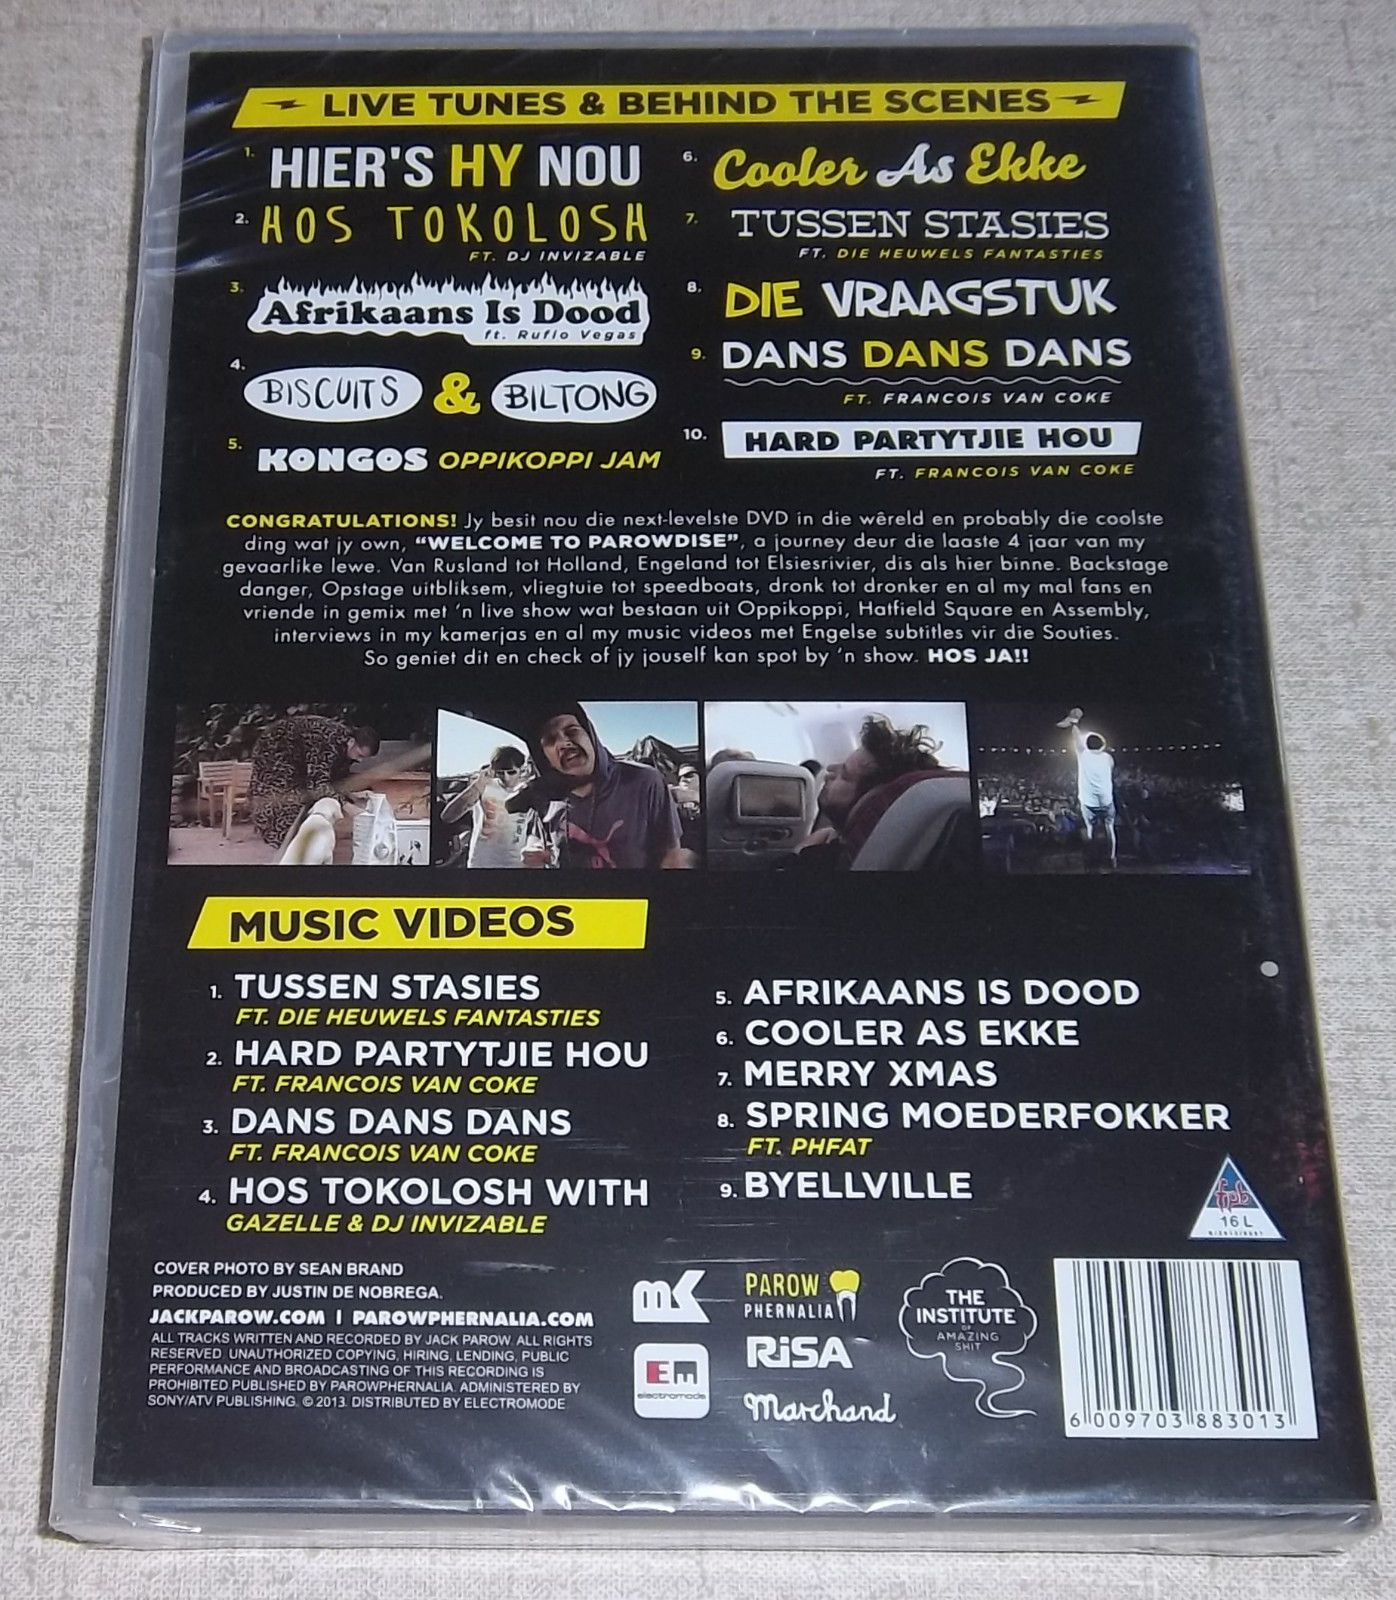 LIVE TUNES & BEHIND THE SCENES
1. HIER'S HY NOU
2. HOS TOKOLOSH
FT. DJ INVIZABLE
3. Afrikaans Is Dood
ft. Ruflo Vegas
4. BISCUITS & BILTONG
5. KONGOS OPPIKOPPI JAM
6. Cooler As Ekke
7. TUSSEN STASIES
FT. DIE HEUWELS FANTASTIES
8. DIE VRAAGSTUK
9. DANS DANS DANS
FT. FRANCOIS VAN COKE
10. HARD PARTYTJIE HOU
FT. FRANCOIS VAN COKE
CONGRATULATIONS! Jy besit nou die next-levelste DVD in die wêreld en probably die coolste
ding wat jy own, “WELCOME TO PAROWDISE”, a journey deur die laaste 4 jaar van my
gevaarlike lewe. Van Rusland tot Holland, Engeland tot Elsiesrivier, dis als hier binne. Backstage
danger, Opstage uitbliksem, vliegtuie tot speedboats, dronk tot dronker en al my mal fans en
vriende in gemix met 'n live show wat bestaan uit Oppikoppi, Hatfield Square en Assembly,
interviews in my kamerjas en al my music videos met Engelse subtitles vir die Souties.
So geniet dit en check of jy jouself kan spot by 'n show. HOS JA!!
MUSIC VIDEOS
1. TUSSEN STASIES
FT. DIE HEUWELS FANTASTIES
2. HARD PARTYTJIE HOU
FT. FRANCOIS VAN COKE
3. DANS DANS DANS
FT. FRANCOIS VAN COKE
4. HOS TOKOLOSH WITH
GAZELLE & DJ INVIZABLE
5. AFRIKAANS IS DOOD
6. COOLER AS EKKE
7. MERRY XMAS
8. SPRING MOEDERFOKKER
FT. PHFAT
9. BYELLVILLE
fpb
16 L
COVER PHOTO BY SEAN BRAND
PRODUCED BY JUSTIN DE NOBREGA.
JACKPAROW.COM | PAROWPHERNALIA.COM
ALL TRACKS WRITTEN AND RECORDED BY JACK PAROW. ALL RIGHTS
RESERVED. UNAUTHORIZED COPYING, HIRING, LENDING, PUBLIC
PERFORMANCE AND BROADCASTING OF THIS RECORDING IS
PROHIBITED PUBLISHED BY PAROWPHERNALIA. ADMINISTERED BY
SONY/ATV PUBLISHING. © 2013. DISTRIBUTED BY ELECTROMODE
mK
Em
electromode
PAROW
PHERNALIA
RiSA
Marchand
THE
INSTITUTE
OF
AMAZING
SHIT
6 009703 883013